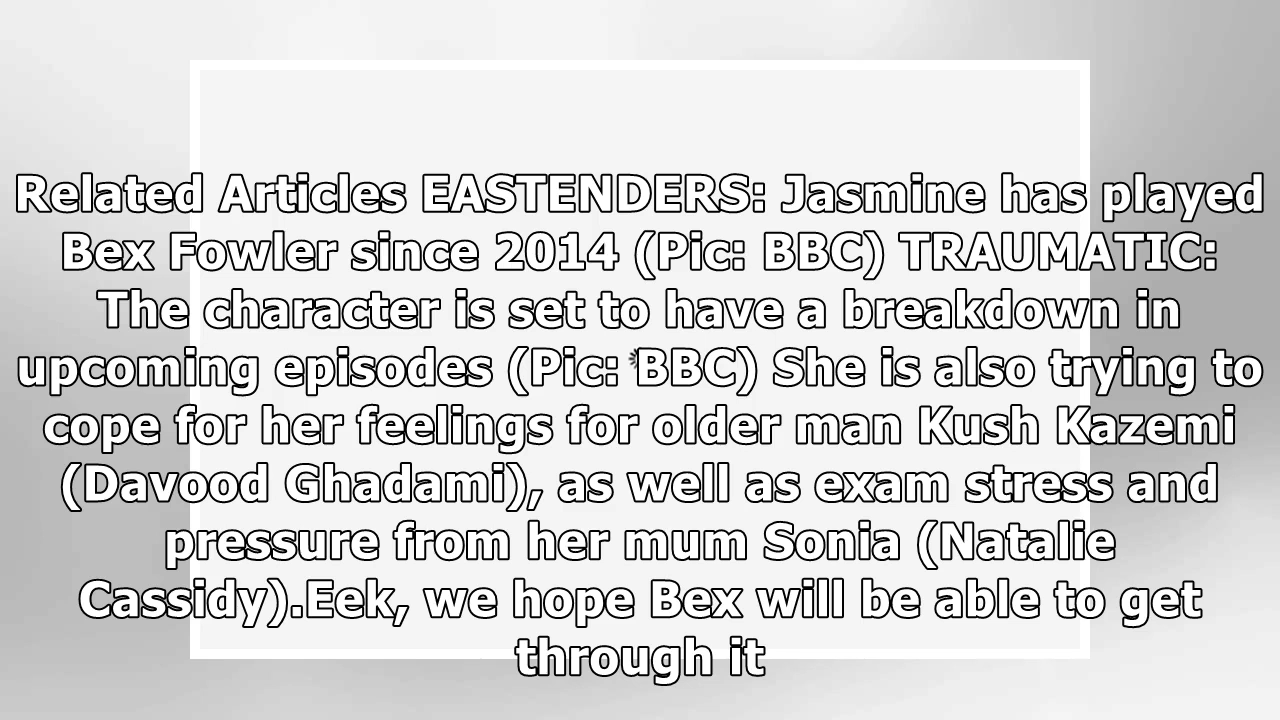 Related Articles EASTENDERS: Jasmine has played
Bex Fowler since 2014 (Pic: BBC) TRAUMATIC:
The character is set to have a breakdown in
upcoming episodes (Pic: BBC) She is also trying to
cope for her feelings for older man Kush Kazemi
(Davood Ghadami), as well as exam stress and
pressure from her mum Sonia (Natalie
Cassidy).Eek, we hope Bex will be able to get
through it